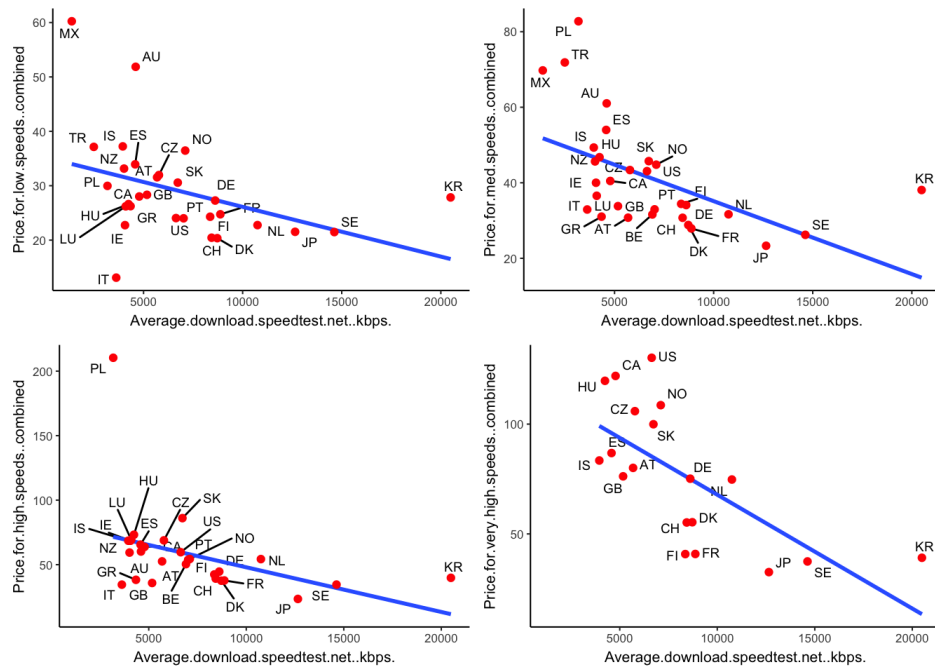 Price.for.low.speeds..combined
60
50
40
30
20
MX
AU
TR
IS
ES
NO
NZ
AT
CZ
PL
SK
CA
GB
DE
KR
HU
GR
PT
US
FR
LU
IE
FI
NL
JP
SE
CH
DK
IT
5000
10000
15000
20000
Average.download.speedtest.net..kbps.
Price.for.med.speeds..combined
80
60
40
20
PL
TR
MX
AU
ES
IS
HU
SK
NO
NZ
CZ
US
IE
CA
PT
FI
NL
KR
IT
LU
GB
DE
GR
AT
BE
CH
FR
SE
DK
JP
5000
10000
15000
20000
Average.download.speedtest.net..kbps.
Price.for.high.speeds..combined
200
150
100
50
PL
HU
LU
CZ
SK
IS
IE
ES
US
NZ
CA
PT
NO
AU
FI
DE
NL
KR
GR
AT
IT
GB
BE
CH
FR
DK
JP
SE
5000
10000
15000
20000
Average.download.speedtest.net..kbps.
Price.for.very.high.speeds..combined
100
50
US
CA
HU
NO
CZ
SK
ES
IS
AT
DE
GB
NL
CH
DK
FI
FR
JP
SE
KR
5000
10000
15000
20000
Average.download.speedtest.net..kbps.